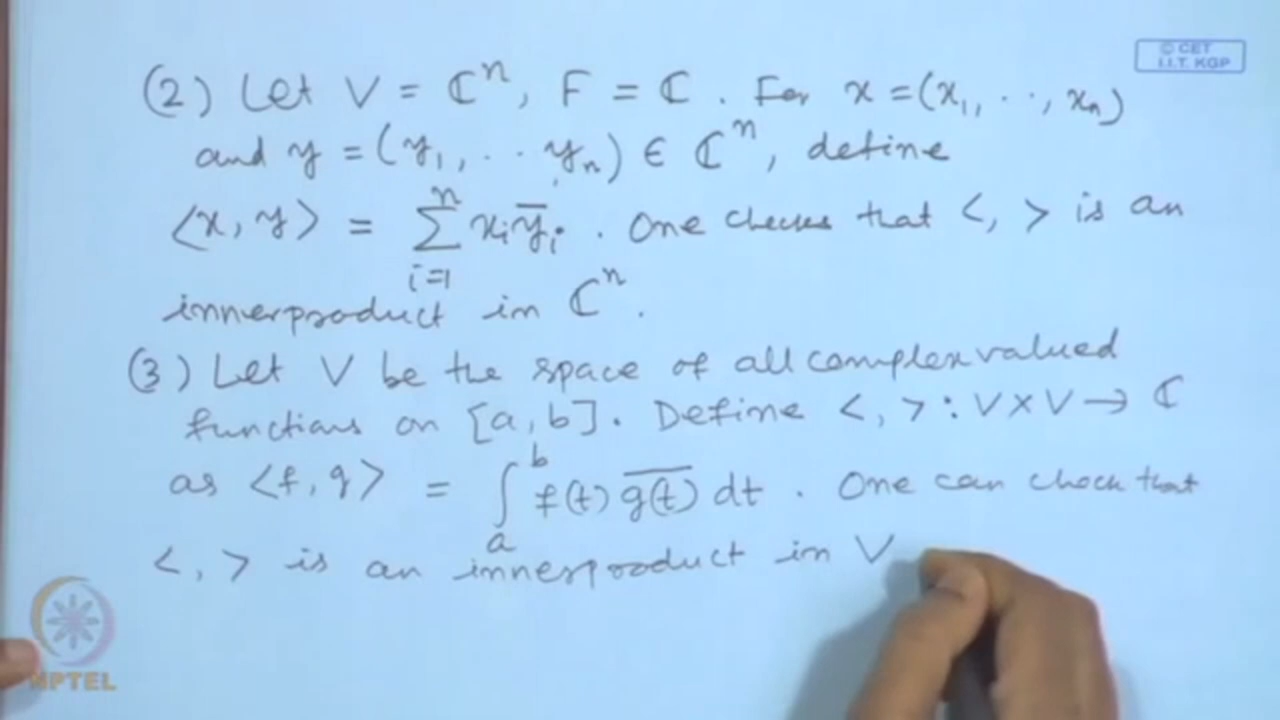 © CET
I.I.T. KGP
(2) Let V = ℂⁿ, F = ℂ. For x = (x₁, ‥, xₙ)
and y = (y₁, ‥ yₙ) ∈ ℂⁿ, define
⟨x, y⟩ = ∑ᵢ₌₁ⁿ xᵢȳᵢ. One checks that <, > is an
innerproduct in ℂⁿ.
(3) Let V be the space of all complex valued
functions on [a, b]. Define <, > : V × V → ℂ
as <f, g> = ∫ₐᵇ f(t) \overline{g(t)} dt. One can check that
<, > is an innerproduct in V
NPTEL